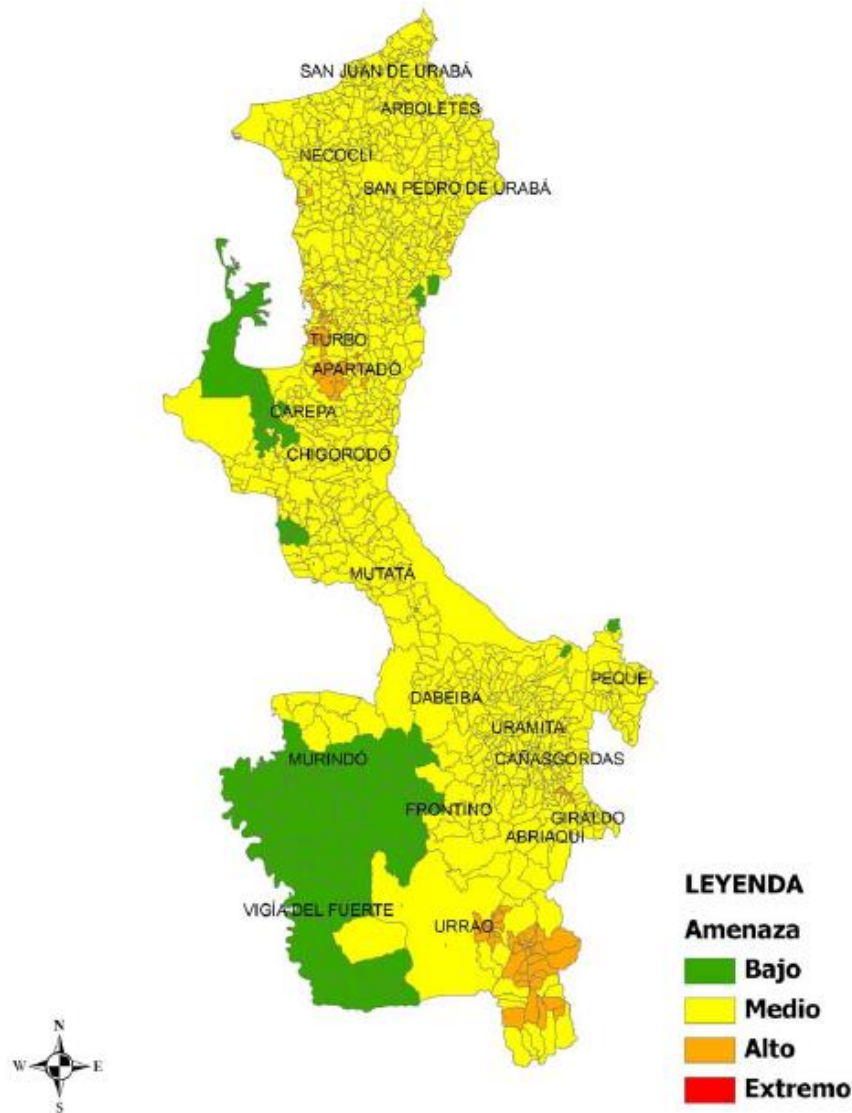 SAN JUAN DE URABÁ
ARBOLETES
NECOCLI
SAN PEDRO DE URABÁ
TURBO
APARTADÓ
CAREPA
CHIGORODÓ
MUTATÁ
PEQUE
DABEIBA
URAMITA
MURINDÓ
CAÑASGORDAS
FRONTINO
GIRALDO
ABRIAQUÍ
VIGÍA DEL FUERTE
URRAO
LEYENDA
Amenaza
Bajo
Medio
Alto
Extremo
N
W
E
S